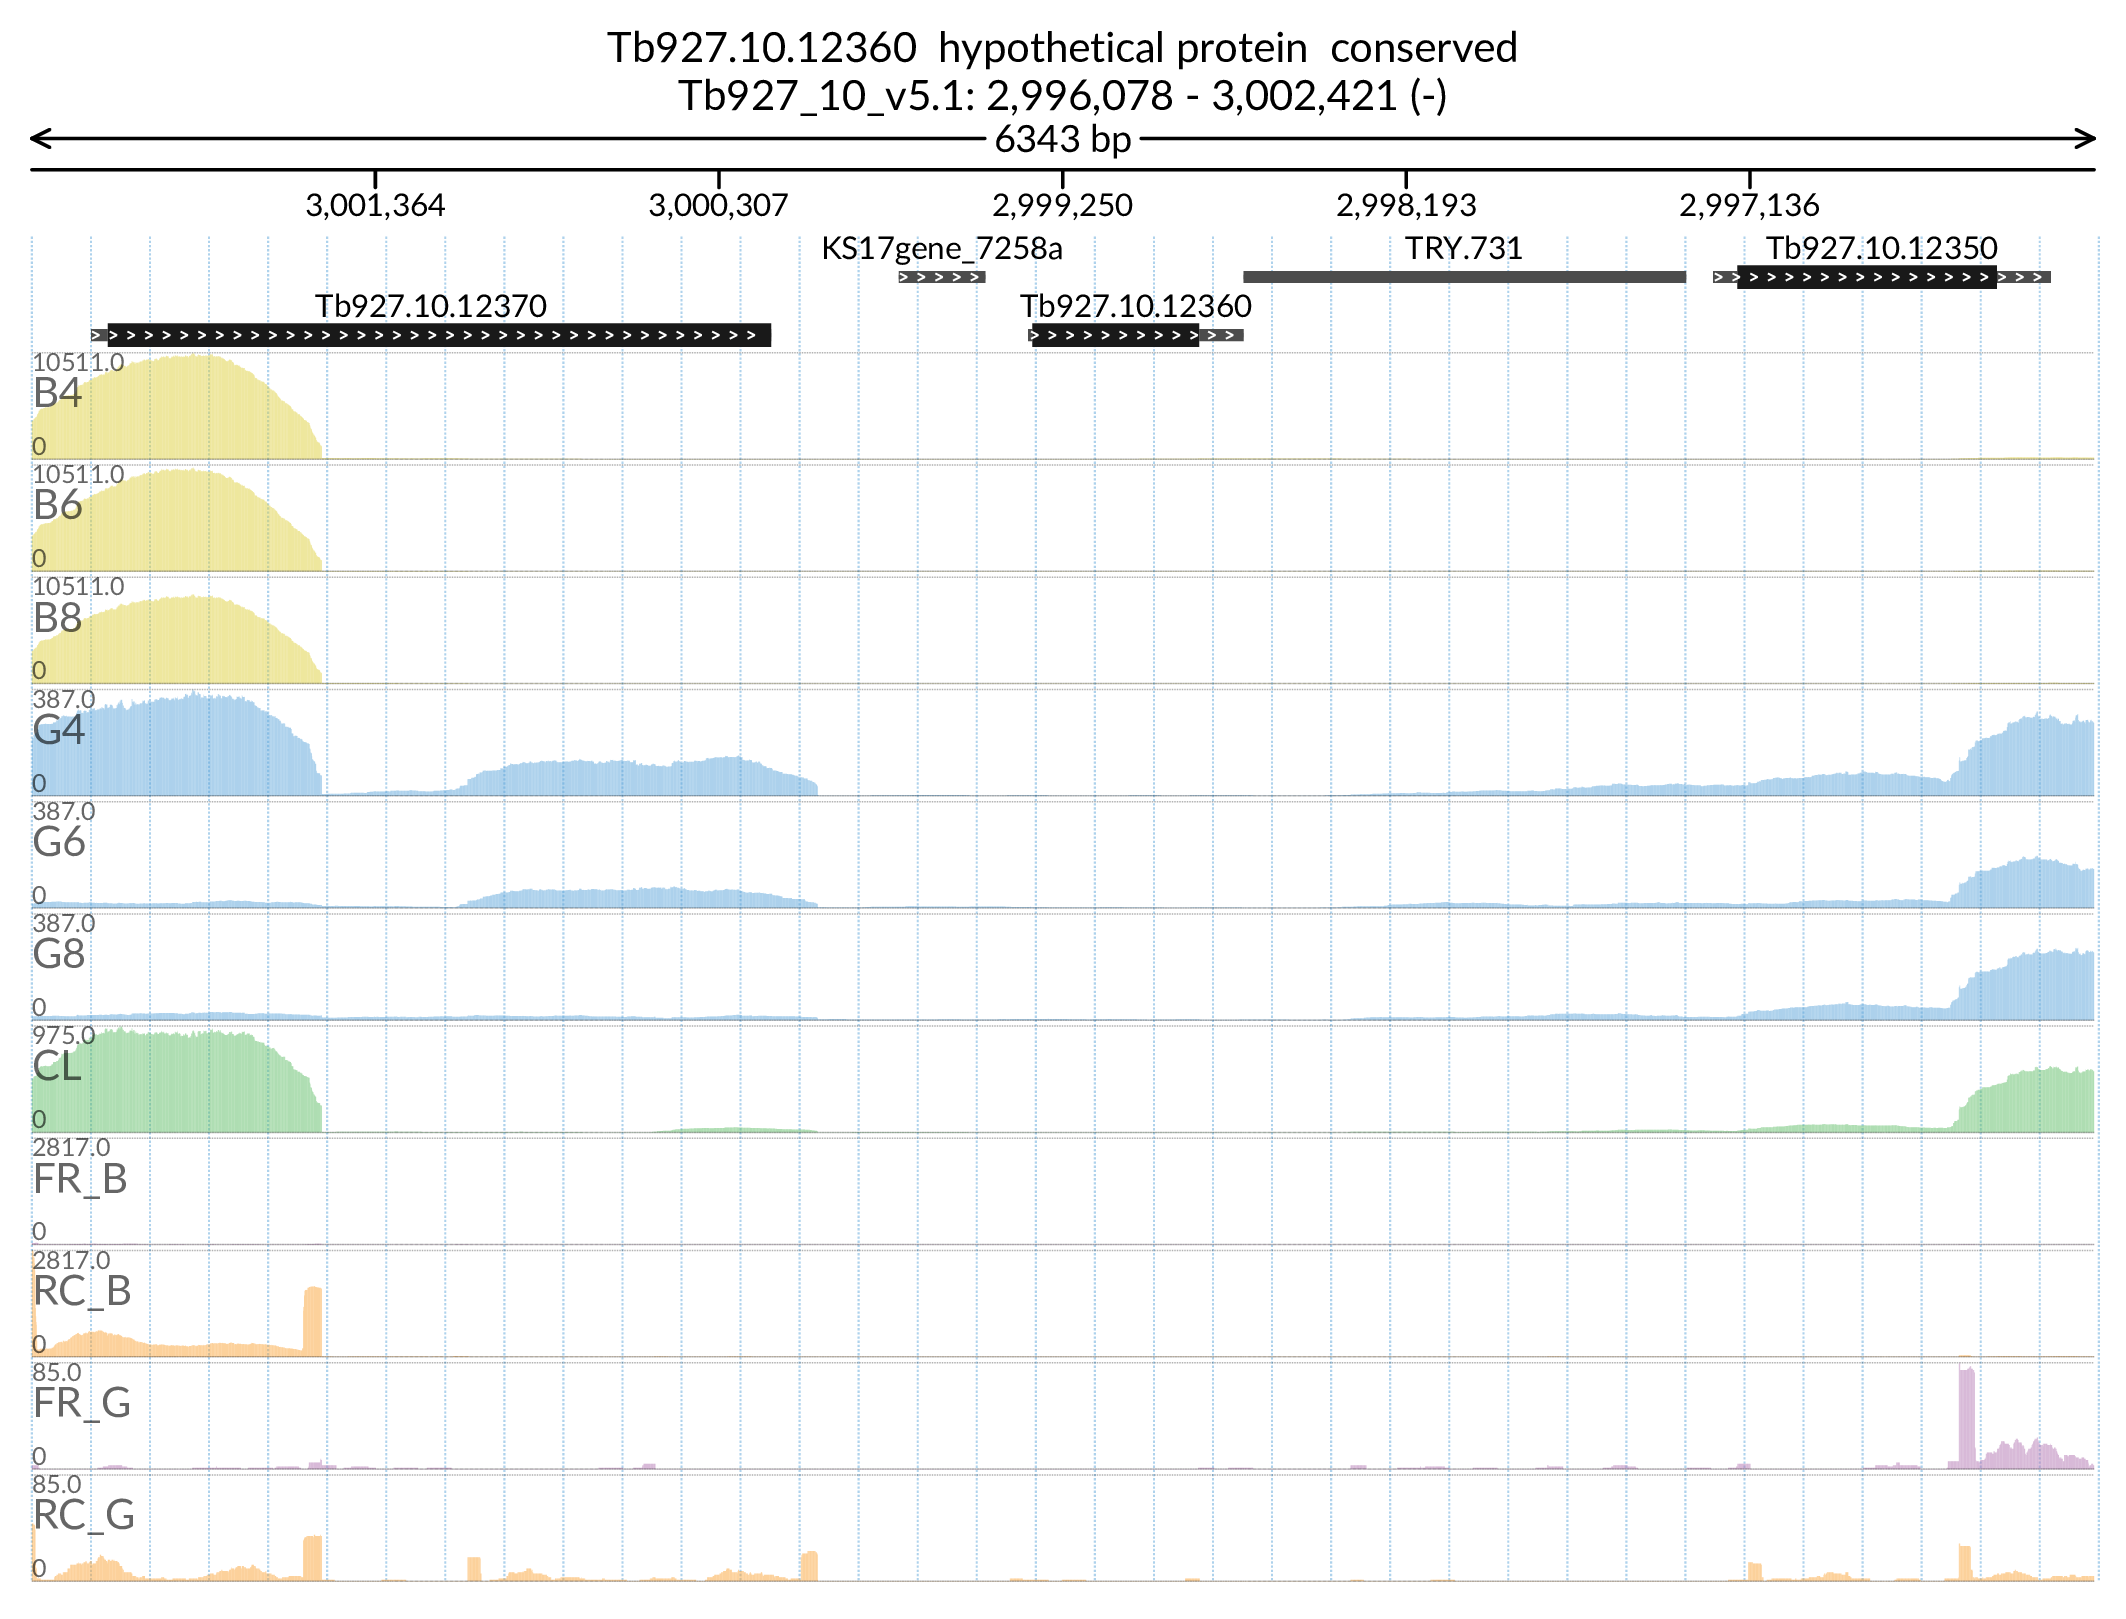 Tb927.10.12360  hypothetical protein  conserved
Tb927_10_v5.1: 2,996,078 - 3,002,421 (-)
6343 bp
3,001,364 3,000,307 2,999,250 2,998,193 2,997,136
KS17gene_7258a TRY.731 Tb927.10.12350
Tb927.10.12370 Tb927.10.12360
10511.0
B4
0
10511.0
B6
0
10511.0
B8
0
387.0
G4
0
387.0
G6
0
387.0
G8
0
975.0
CL
0
2817.0
FR_B
0
2817.0
RC_B
0
85.0
FR_G
0
85.0
RC_G
0